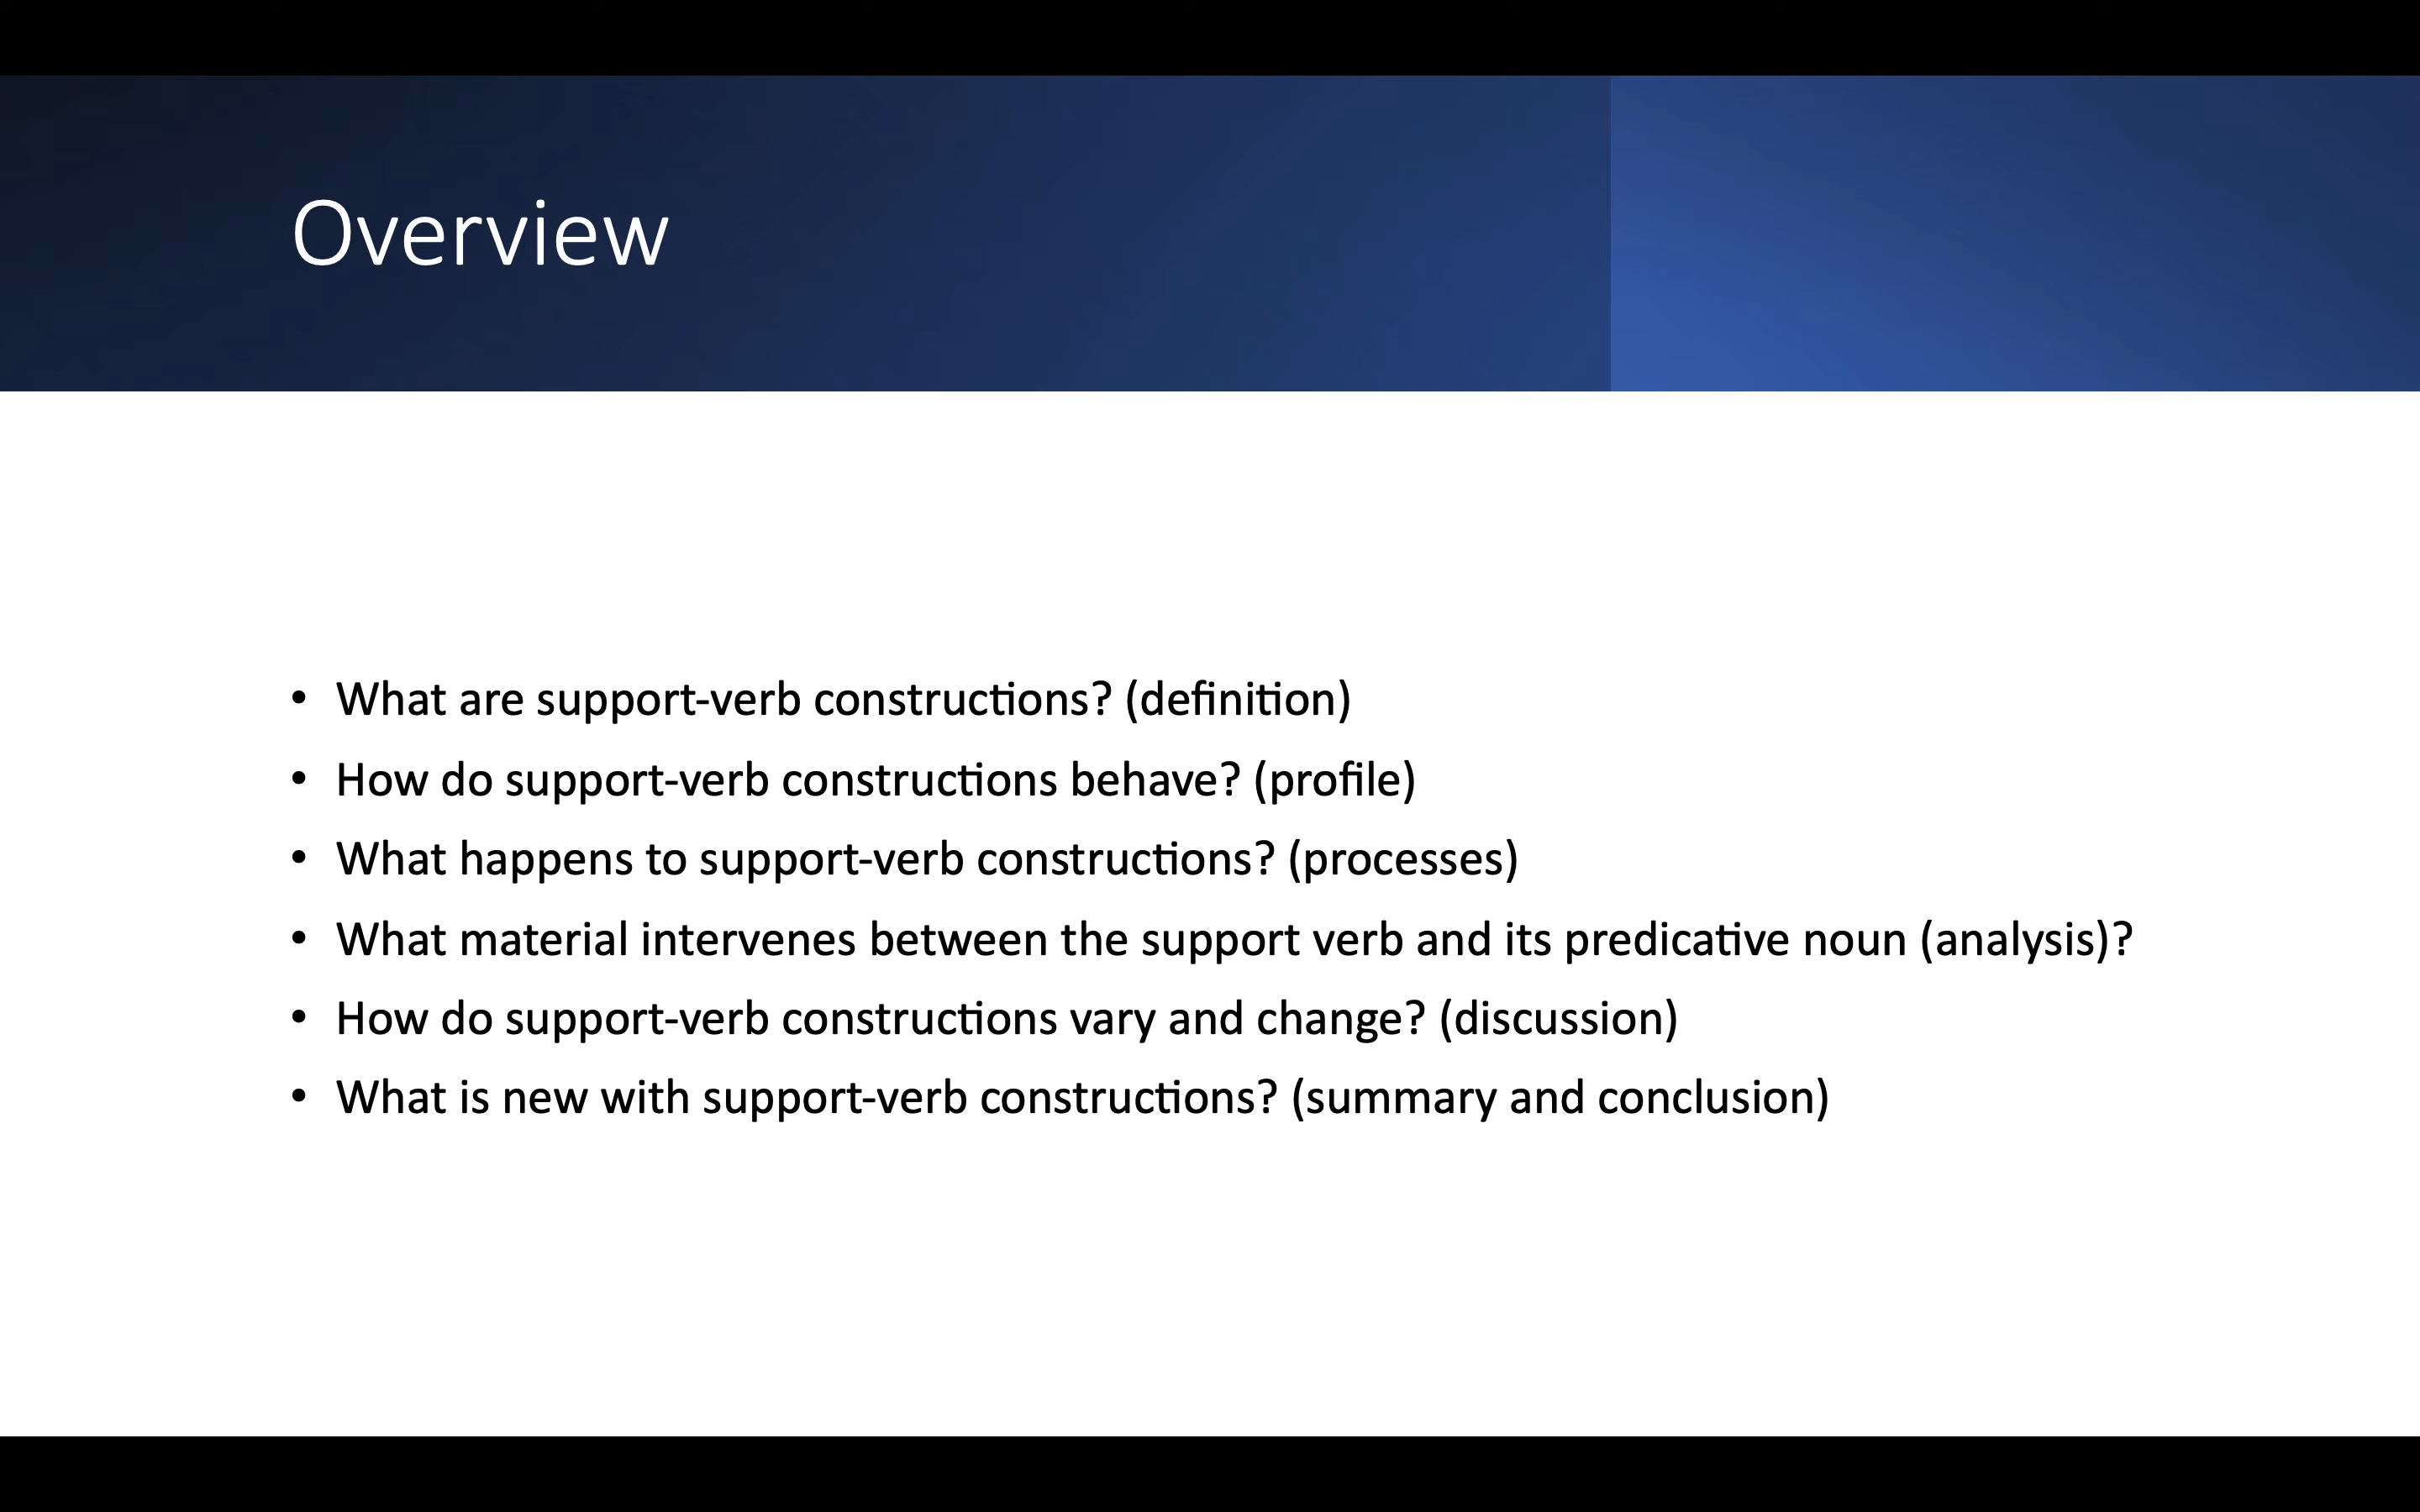 Overview
• What are support-verb constructions? (definition)
• How do support-verb constructions behave? (profile)
• What happens to support-verb constructions? (processes)
• What material intervenes between the support verb and its predicative noun (analysis)?
• How do support-verb constructions vary and change? (discussion)
• What is new with support-verb constructions? (summary and conclusion)